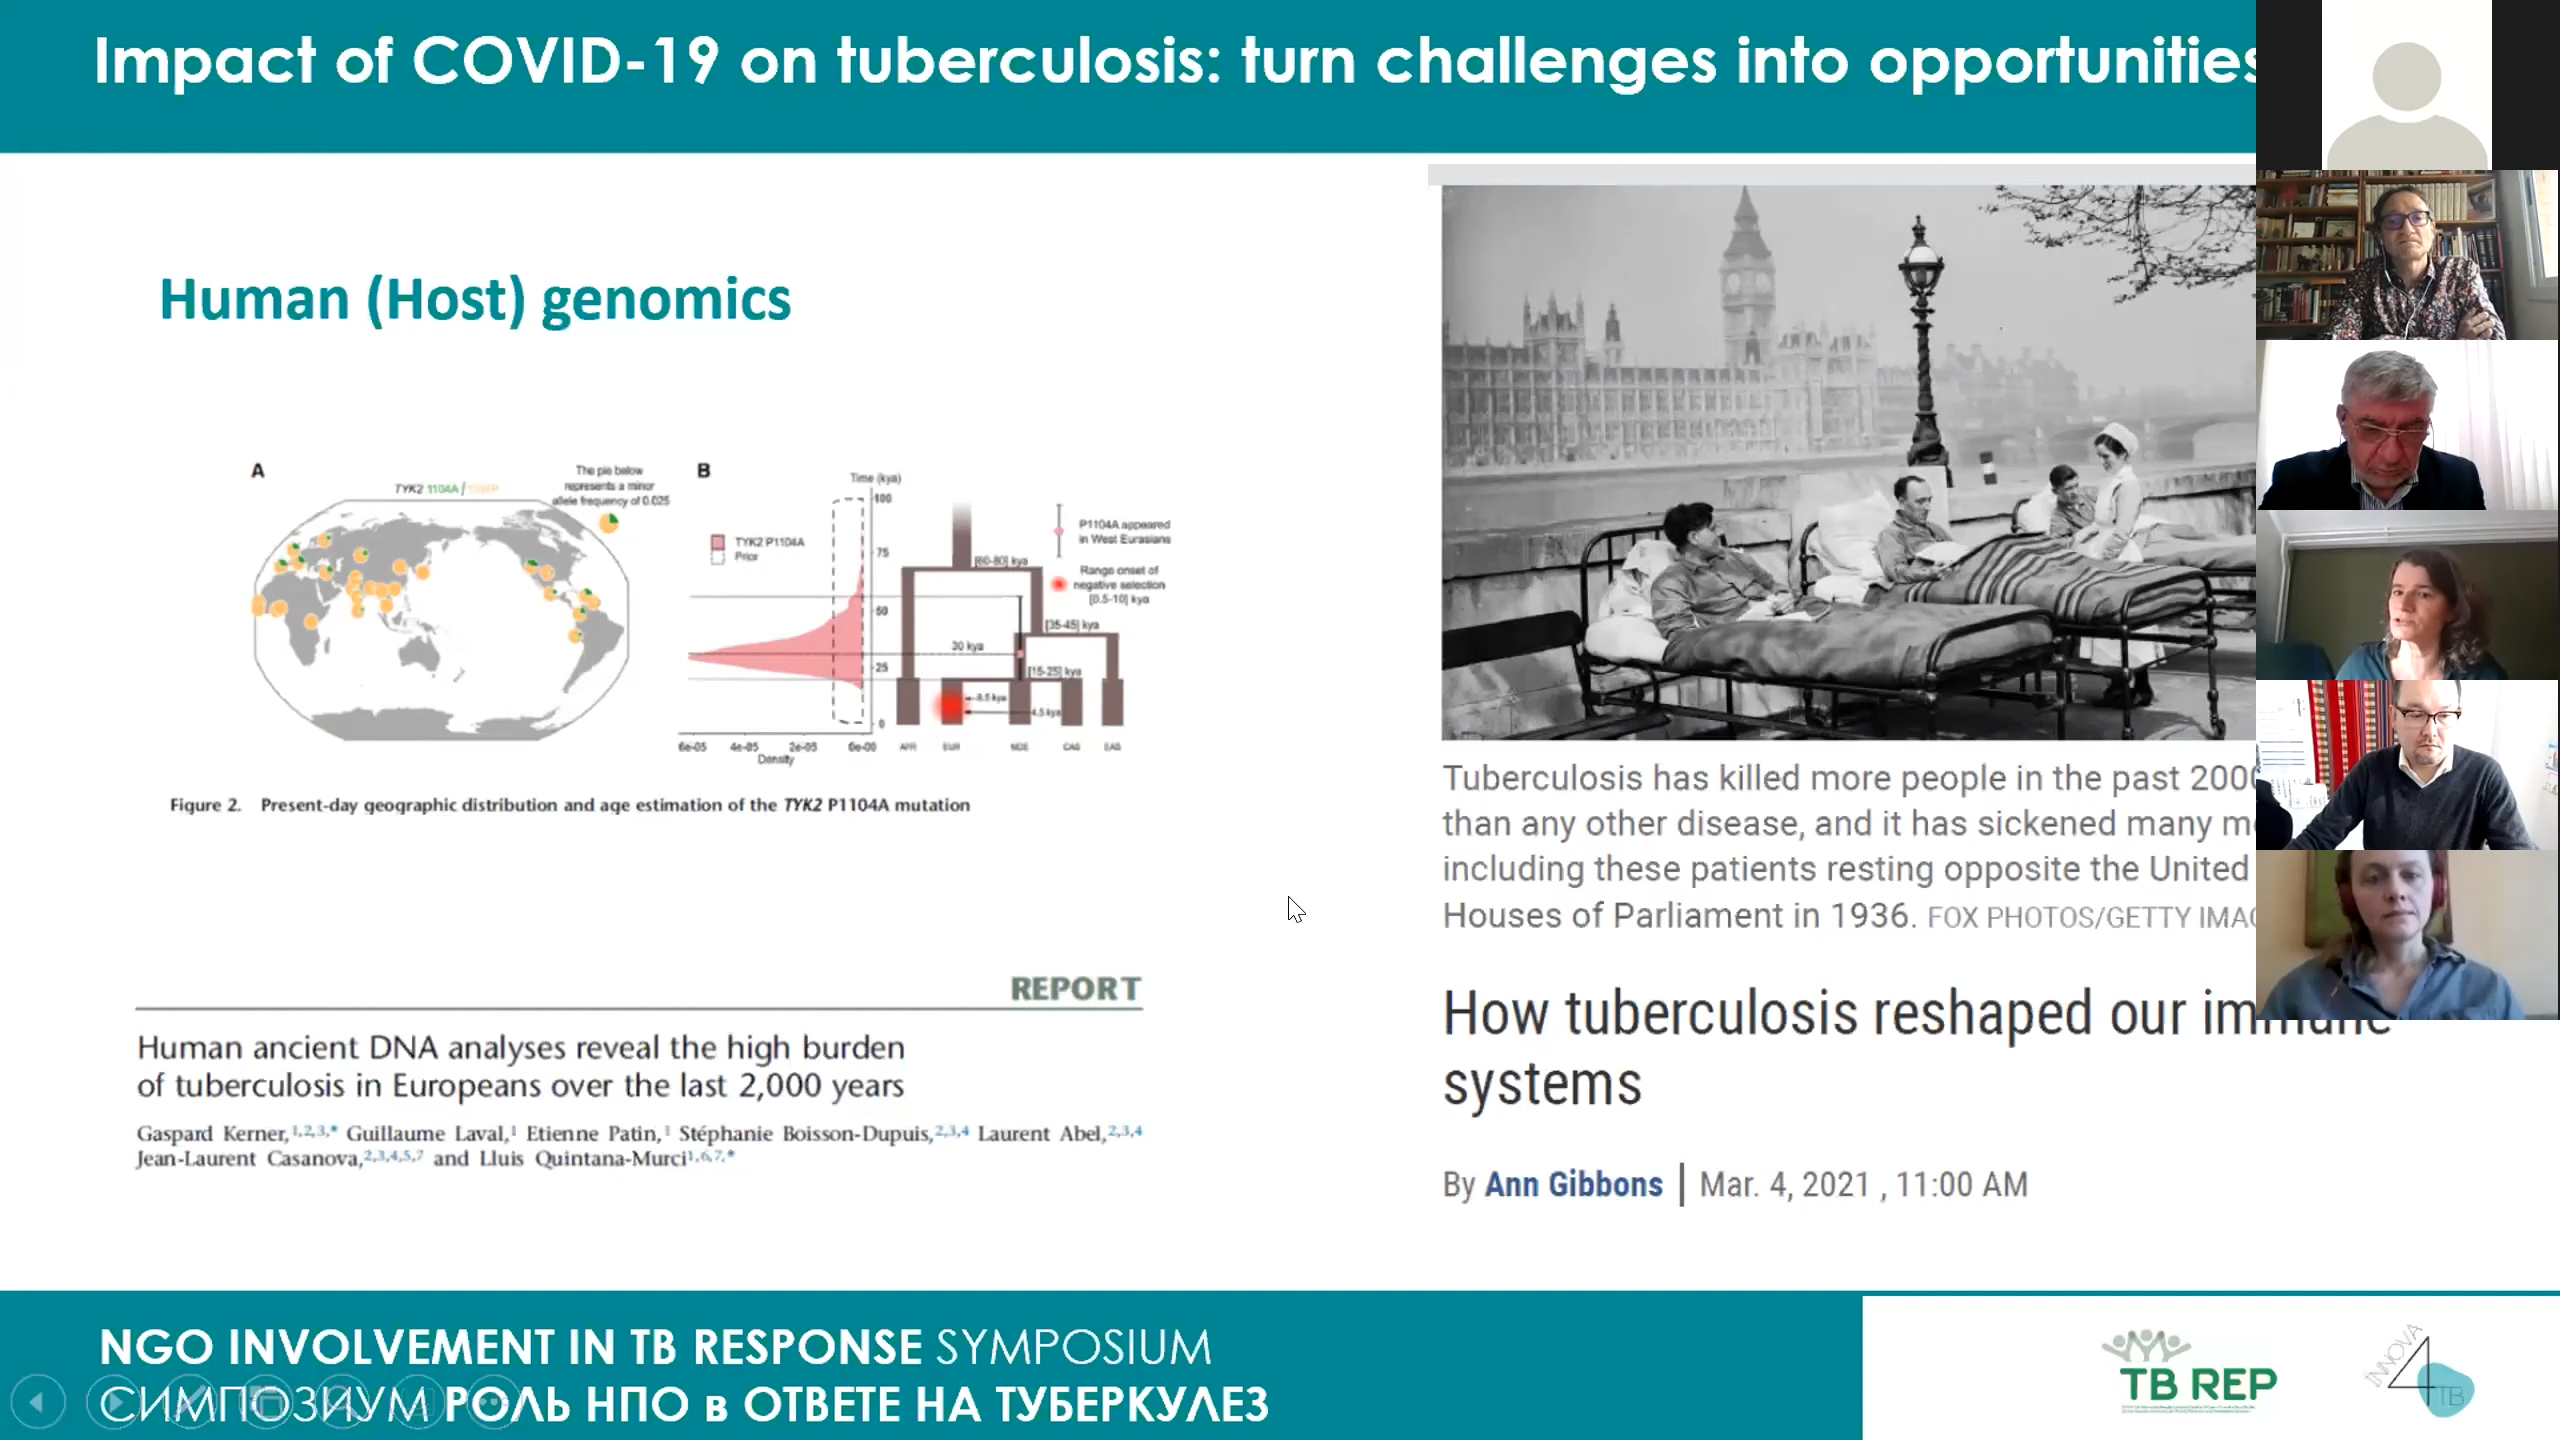 Impact of COVID-19 on tuberculosis: turn challenges into opportunities
Human (Host) genomics
A
TYK2 1104A /
The pie below
represents a minor
allele frequency of 0.025
B
Time (kya)
100
75
50
25
0
TYK2 P1104A
Prior
[60-80] kya
[35-45] kya
30 kya
[15-25] kya
8.5 kya
4.5 kya
P1104A appeared
in West Eurasians
Range onset of
negative selection
[0.5-10] kya
6e-05 4e-05 2e-05 0e-00
Density
AFR EUR MDE CAS EAS
Figure 2. Present-day geographic distribution and age estimation of the TYK2 P1104A mutation
REPORT
Human ancient DNA analyses reveal the high burden
of tuberculosis in Europeans over the last 2,000 years
Gaspard Kerner,1,2,3,* Guillaume Laval,1 Etienne Patin,1 Stéphanie Boisson-Dupuis,2,3,4 Laurent Abel,2,3,4
Jean-Laurent Casanova,2,3,4,5,7 and Lluis Quintana-Murci1,6,7,*
Tuberculosis has killed more people in the past 2000
than any other disease, and it has sickened many
including these patients resting opposite the United
Houses of Parliament in 1936. FOX PHOTOS/GETTY
How tuberculosis reshaped our immune
systems
By Ann Gibbons | Mar. 4, 2021 , 11:00 AM
NGO INVOLVEMENT IN TB RESPONSE SYMPOSIUM
СИМПОЗИУМ РОЛЬ НПО в ОТВЕТЕ НА ТУБЕРКУЛЕЗ
TB REP
INNOVA
4
TB